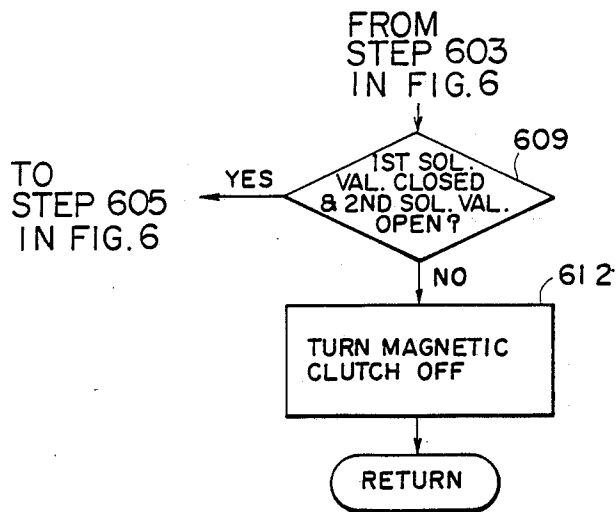 FROM
STEP 603
IN FIG.6
609
1ST SOL.
VAL. CLOSED
& 2ND SOL. VAL.
OPEN?
YES
TO
STEP 605
IN FIG.6
NO
612
TURN MAGNETIC
CLUTCH OFF
RETURN